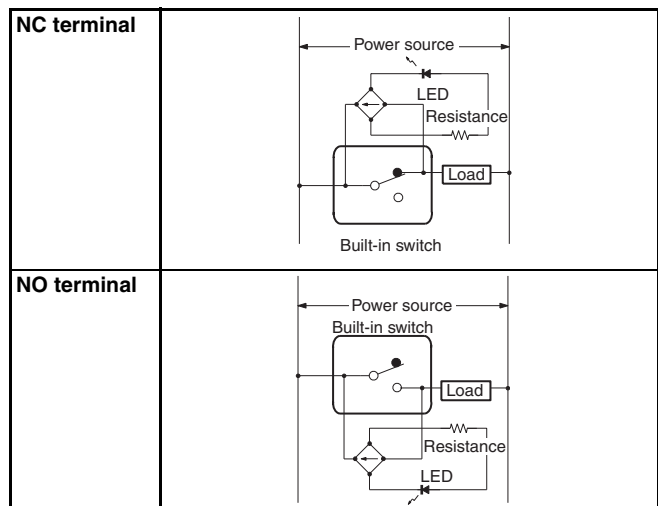 NC terminal
Power source
LED
Resistance
Load
Built-in switch
NO terminal
Power source
Built-in switch
Load
Resistance
LED